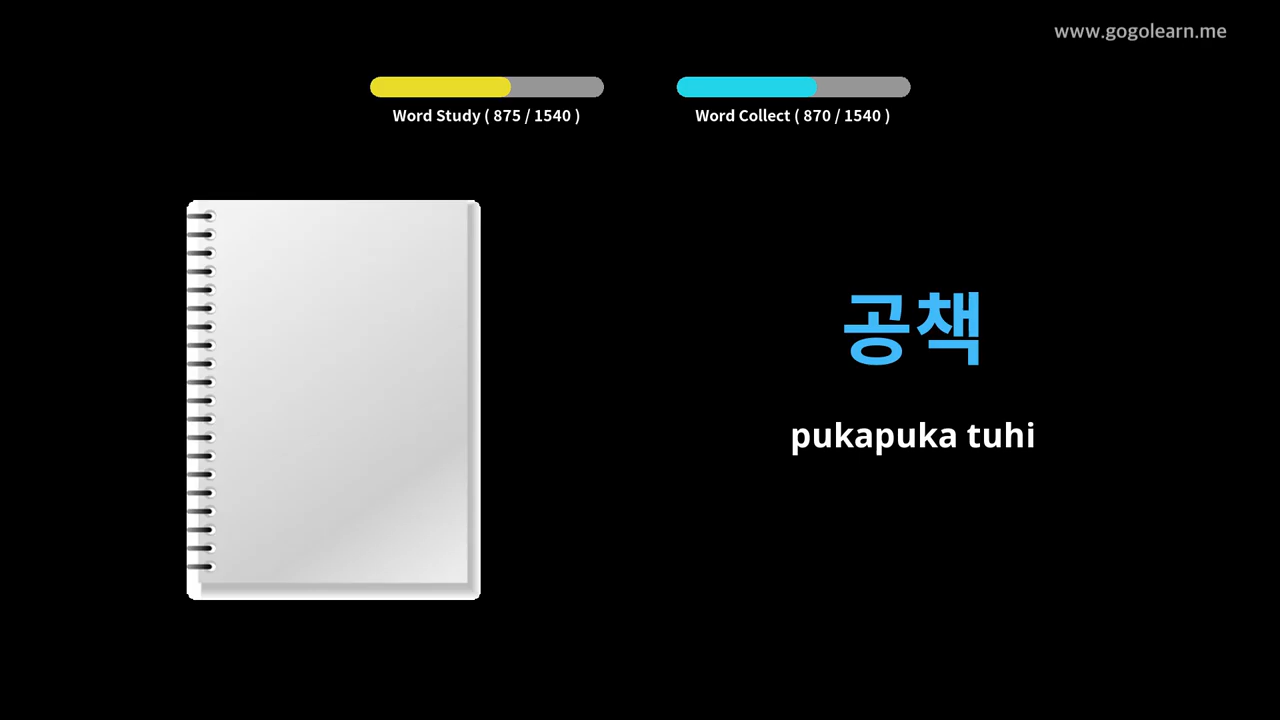 www.gogolearn.me
Word Study ( 875 / 1540 )
Word Collect ( 870 / 1540 )
공책
pukapuka tuhi